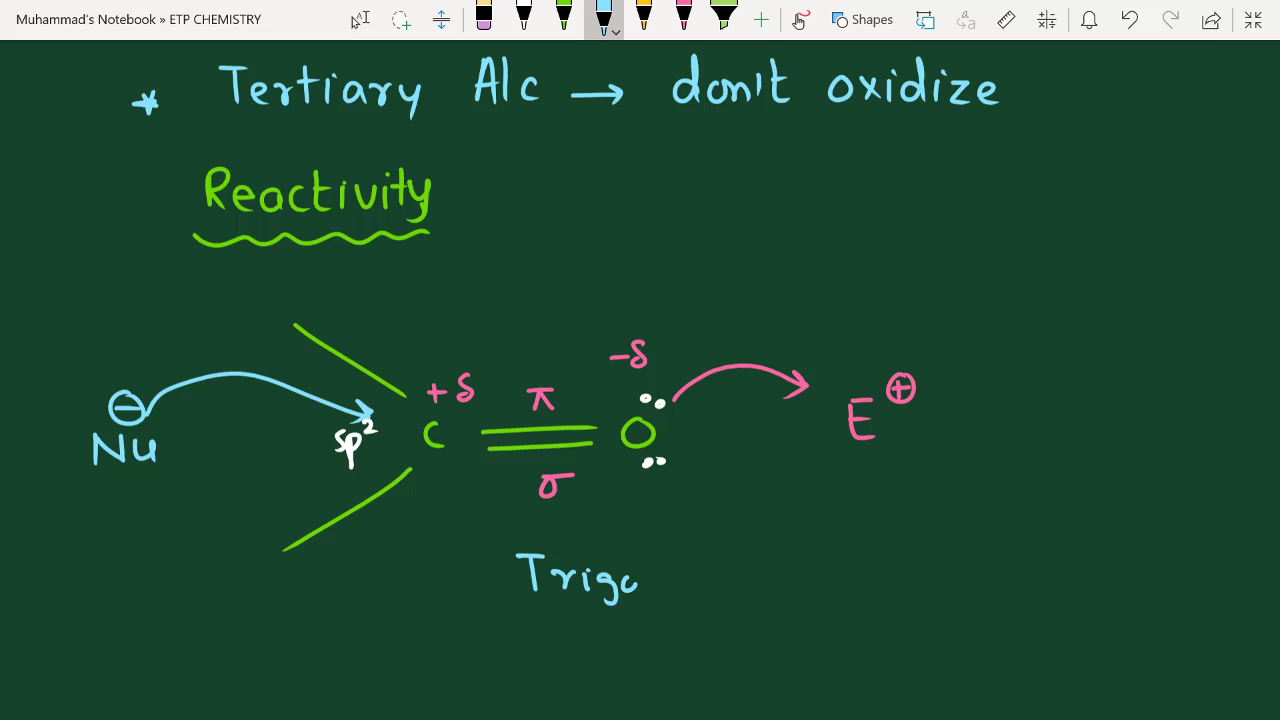 Muhammad's Notebook » ETP CHEMISTRY
Shapes
* Tertiary Alc → don't oxidize
Reactivity
-δ
+δ π
⊖ ⊕
Nu sp² C = O E
σ
Trigo